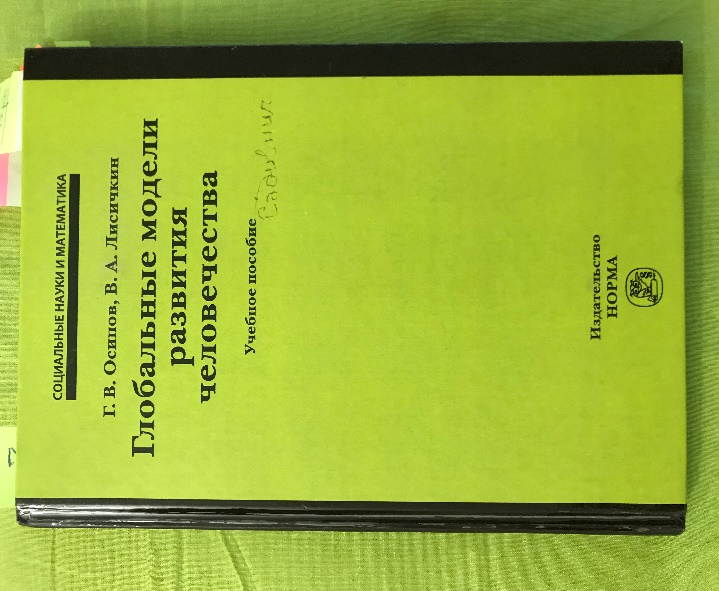 СОЦИАЛЬНЫЕ НАУКИ И МАТЕМАТИКА
Г. В. Осипов, В. А. Лисичкин
Глобальные модели
развития
человечества
Учебное пособие
Издательство
НОРМА